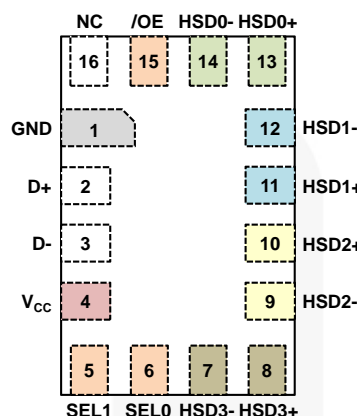 NC /OE HSD0- HSD0+
16 15 14 13
GND 1 12 HSD1-
D+ 2 11 HSD1+
D- 3 10 HSD2+
VCC 4 9 HSD2-
5 6 7 8
SEL1 SEL0 HSD3- HSD3+